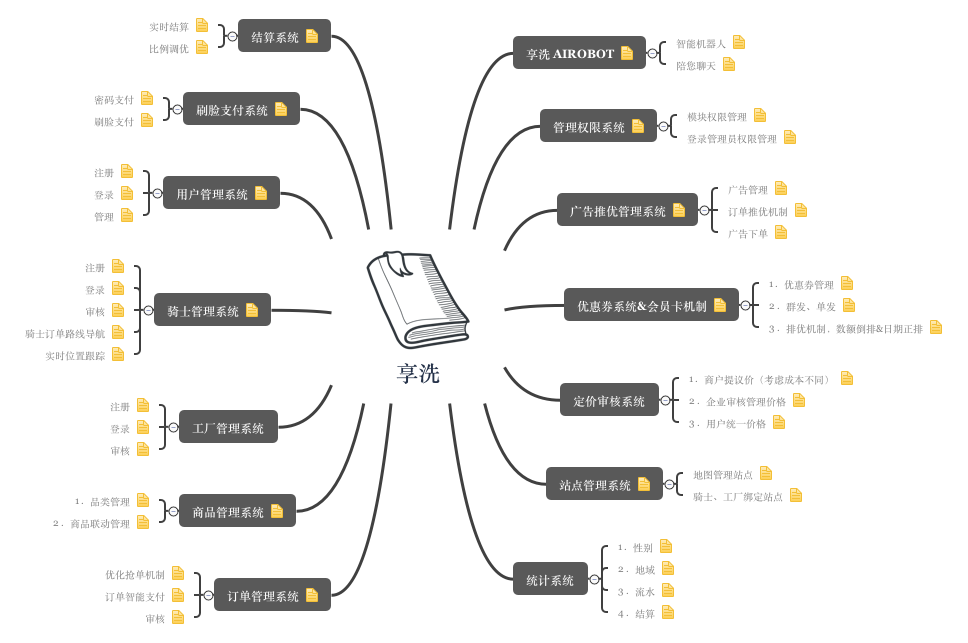 享洗
结算系统
实时结算
比例调优
刷脸支付系统
密码支付
刷脸支付
用户管理系统
注册
登录
管理
骑士管理系统
注册
登录
审核
骑士订单路线导航
实时位置跟踪
工厂管理系统
注册
登录
审核
商品管理系统
1. 品类管理
2. 商品联动管理
订单管理系统
优化抢单机制
订单智能支付
审核
享洗 AIROBOT
智能机器人
陪您聊天
管理权限系统
模块权限管理
登录管理员权限管理
广告推优管理系统
广告管理
订单推优机制
广告下单
优惠券系统&会员卡机制
1. 优惠券管理
2. 群发、单发
3. 排优机制，数额倒排&日期正排
定价审核系统
1. 商户提议价（考虑成本不同）
2. 企业审核管理价格
3. 用户统一价格
站点管理系统
地图管理站点
骑士、工厂绑定站点
统计系统
1. 性别
2. 地域
3. 流水
4. 结算